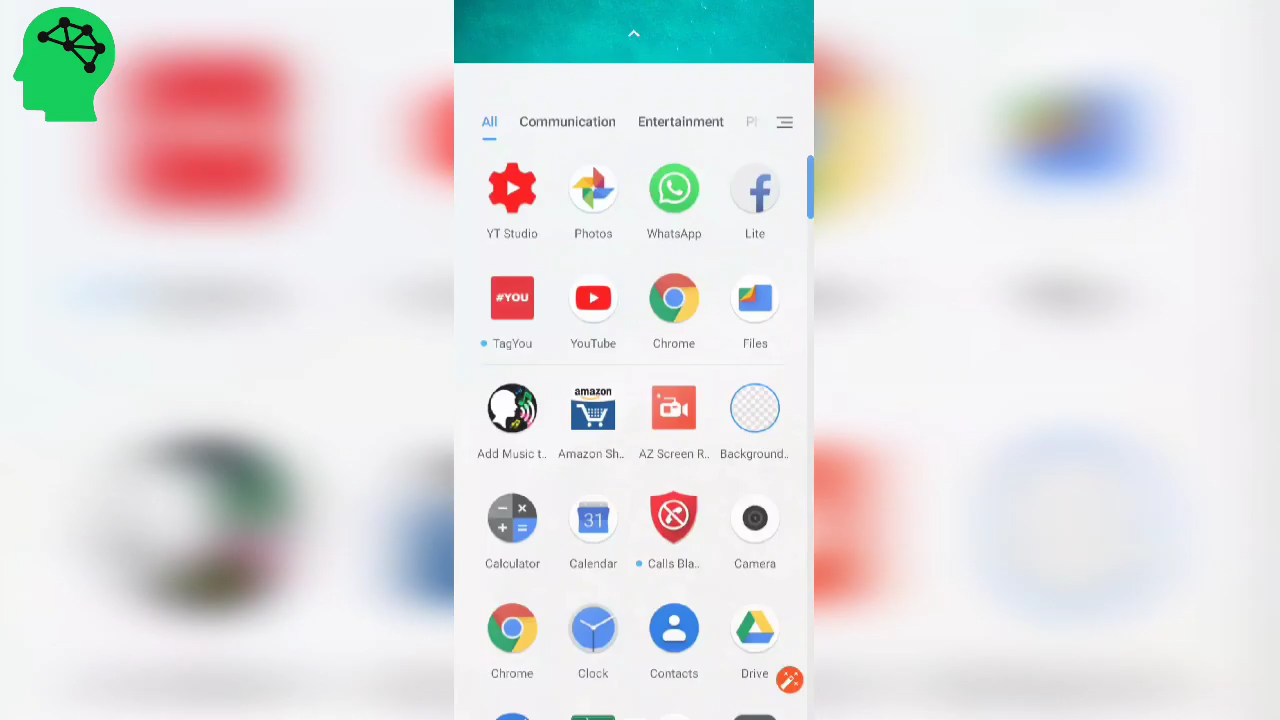 All Communication Entertainment
YT Studio Photos WhatsApp Lite
#YOU
TagYou YouTube Chrome Files
amazon
Add Music t.. Amazon Sh.. AZ Screen R.. Background..
31
Calculator Calendar Calls Bla.. Camera
Chrome Clock Contacts Drive